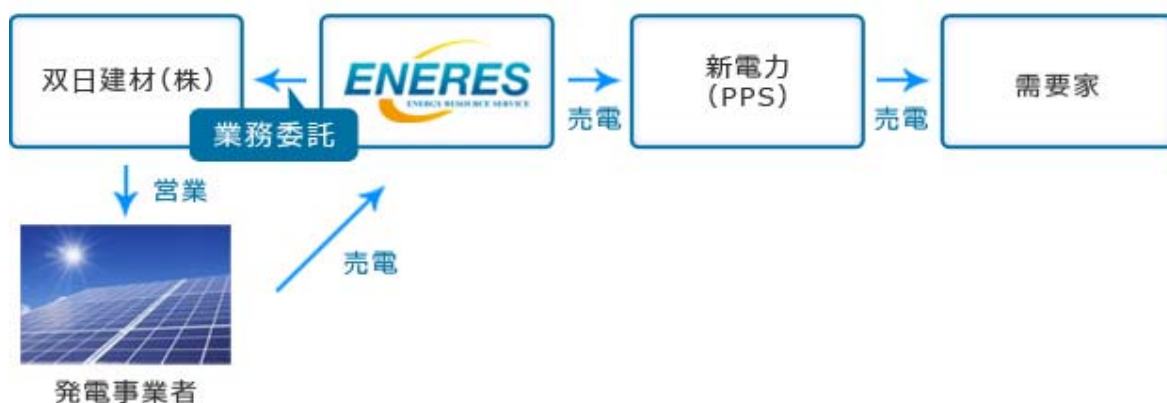 双日建材(株)
ENERES
ENERGY RESOURCE SERVICE
新電力
(PPS)
需要家
売電
売電
業務委託
営業
売電
発電事業者